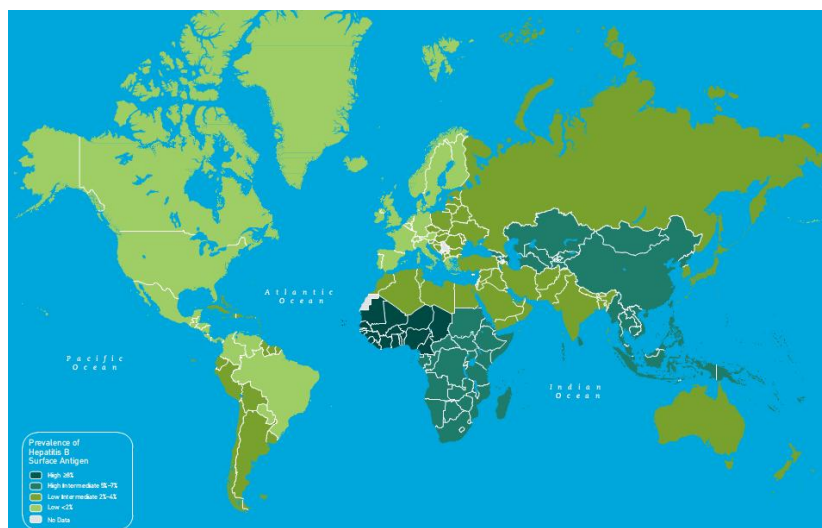 Atlantic
Ocean
Pacific
Ocean
Indian
Ocean
Prevalence of
Hepatitis B
Surface Antigen
High ≥8%
High Intermediate 5%-7%
Low Intermediate 2%-4%
Low <2%
No Data